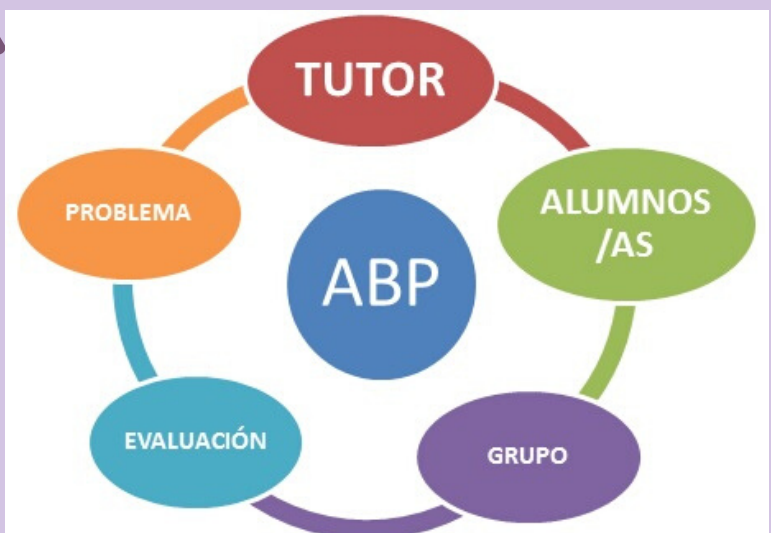 TUTOR
ALUMNOS
/AS
GRUPO
EVALUACIÓN
PROBLEMA
ABP